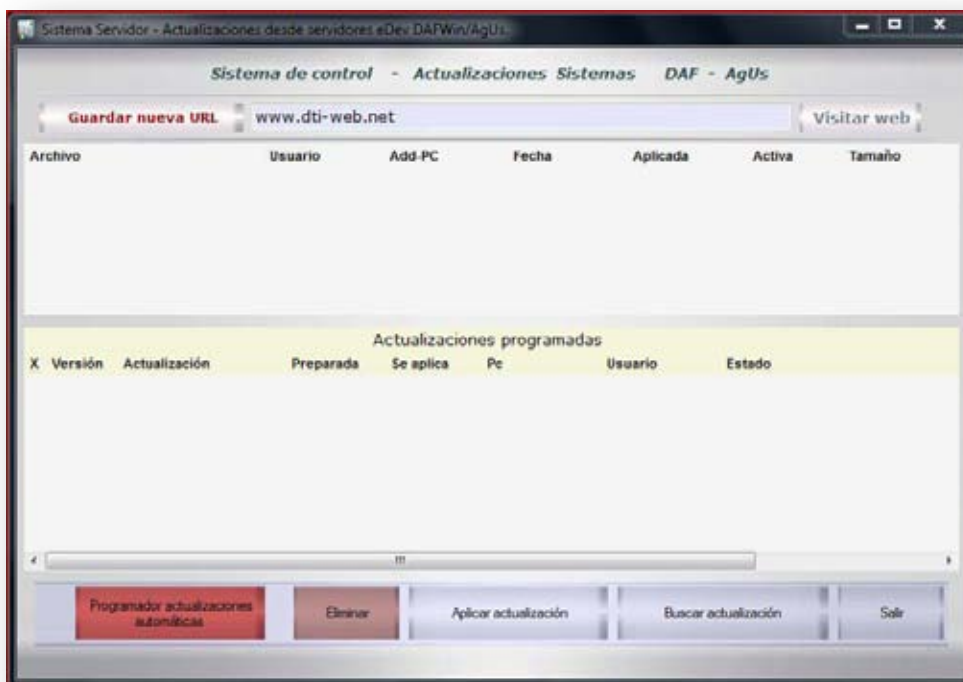 Sistema Servidor - Actualizaciones desde servidores eDev DAFWin/AgUs
Sistema de control - Actualizaciones Sistemas DAF - AgUs
Guardar nueva URL www.dti-web.net Visitar web
Archivo Usuario Add-PC Fecha Aplicada Activa Tamaño
Actualizaciones programadas
X Versión Actualización Preparada Se aplica Pc Usuario Estado
Programador actualizaciones
automáticas
Eliminar Aplicar actualización Buscar actualización Salir